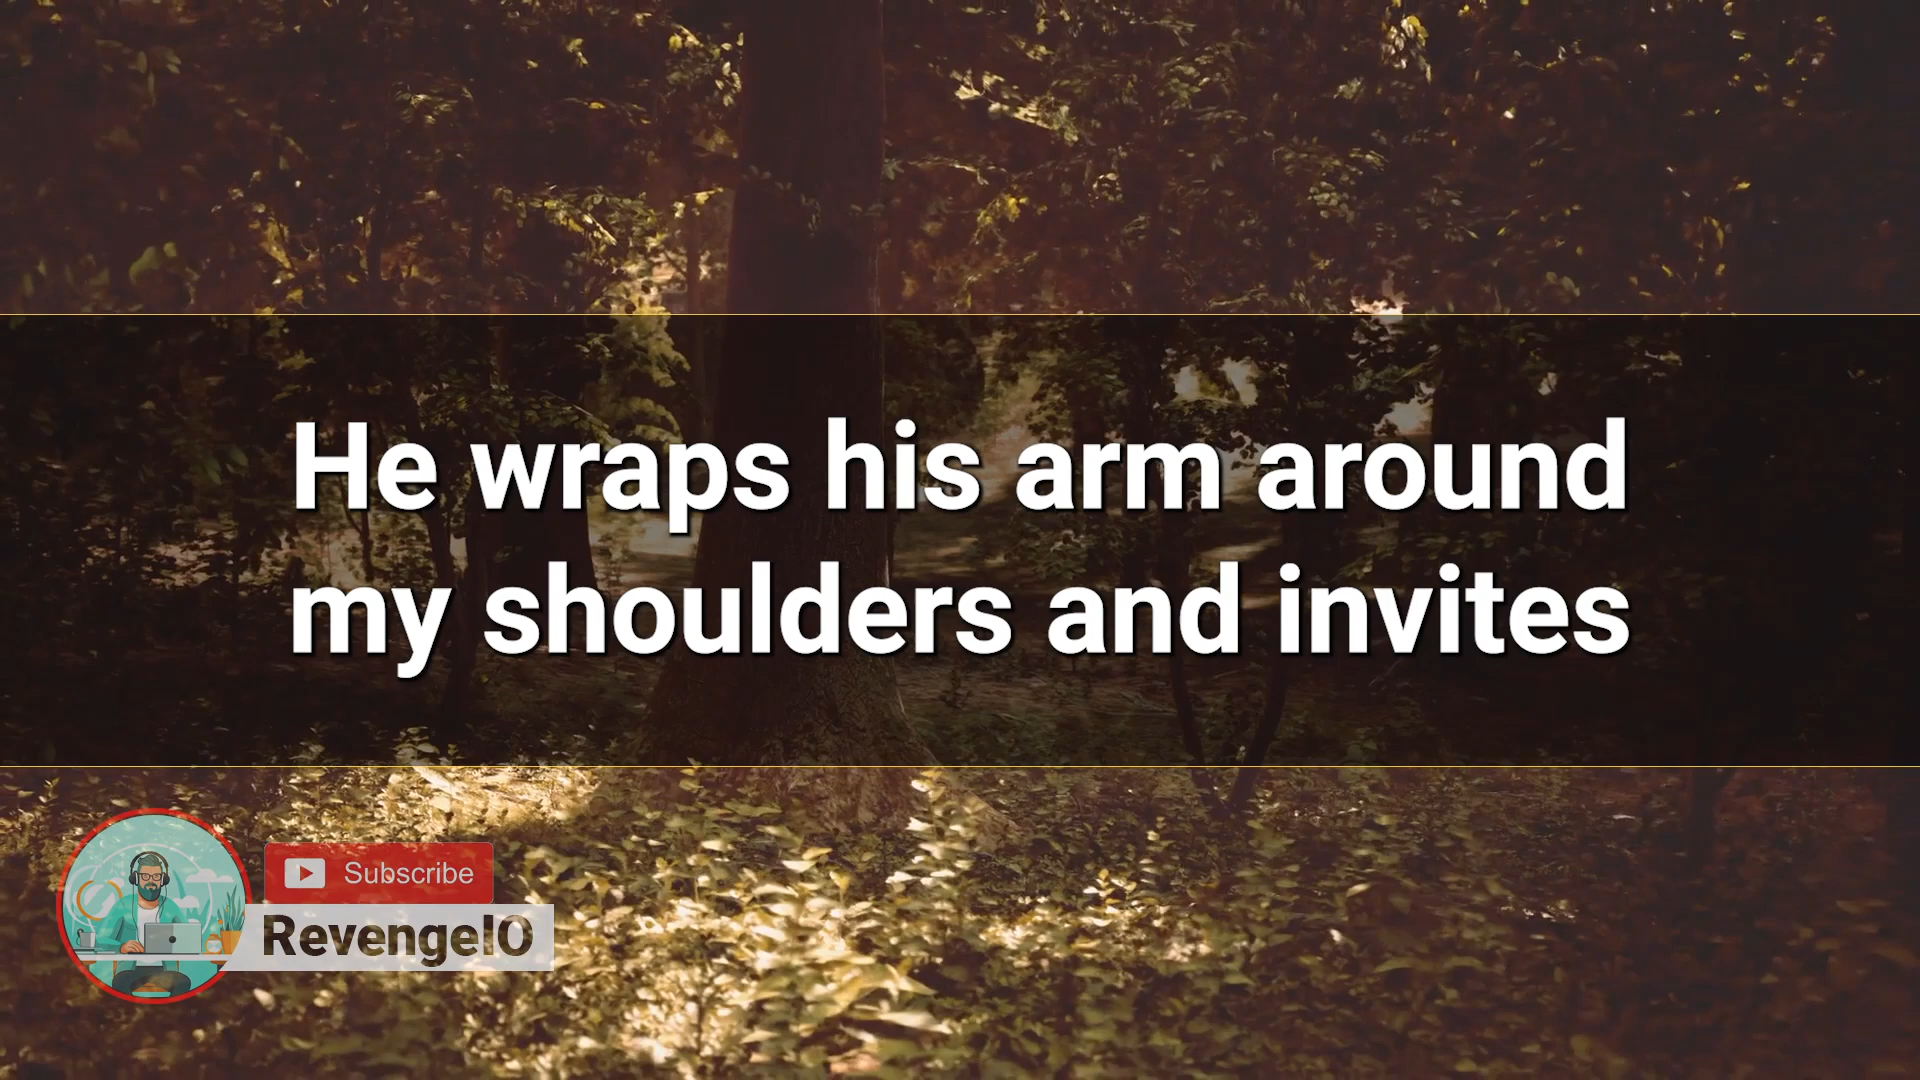 He wraps his arm around
my shoulders and invites
Subscribe
RevengeIO